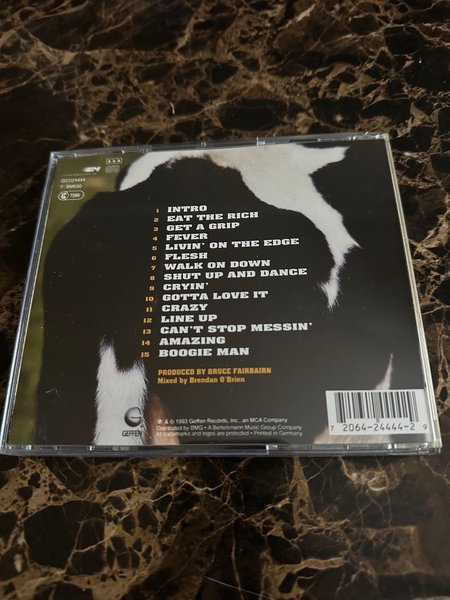 GED24444
7266
1 INTRO
2 EAT THE RICH
3 GET A GRIP
4 FEVER
5 LIVIN' ON THE EDGE
6 FLESH
7 WALK ON DOWN
8 SHUT UP AND DANCE
9 CRYIN'
10 GOTTA LOVE IT
11 CRAZY
12 LINE UP
13 CAN'T STOP MESSIN'
14 AMAZING
15 BOOGIE MAN
PRODUCED BY BRUCE FAIRBAIRN
Mixed by Brendan O'Brien
GEFFEN
℗ & © 1993 Geffen Records, Inc., an MCA Company
Distributed by BMG • A Bertelsmann Music Group Company
All trademarks and logos are protected • Printed in Germany
7 2064-24444-2 9